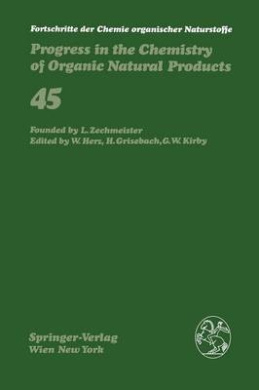 Fortschritte der Chemie organischer Naturstoffe
Progress in the Chemistry
of Organic Natural Products
45
Founded by L. Zechmeister
Edited by W. Herz, H. Grisebach, G. W. Kirby
Springer-Verlag
Wien New York